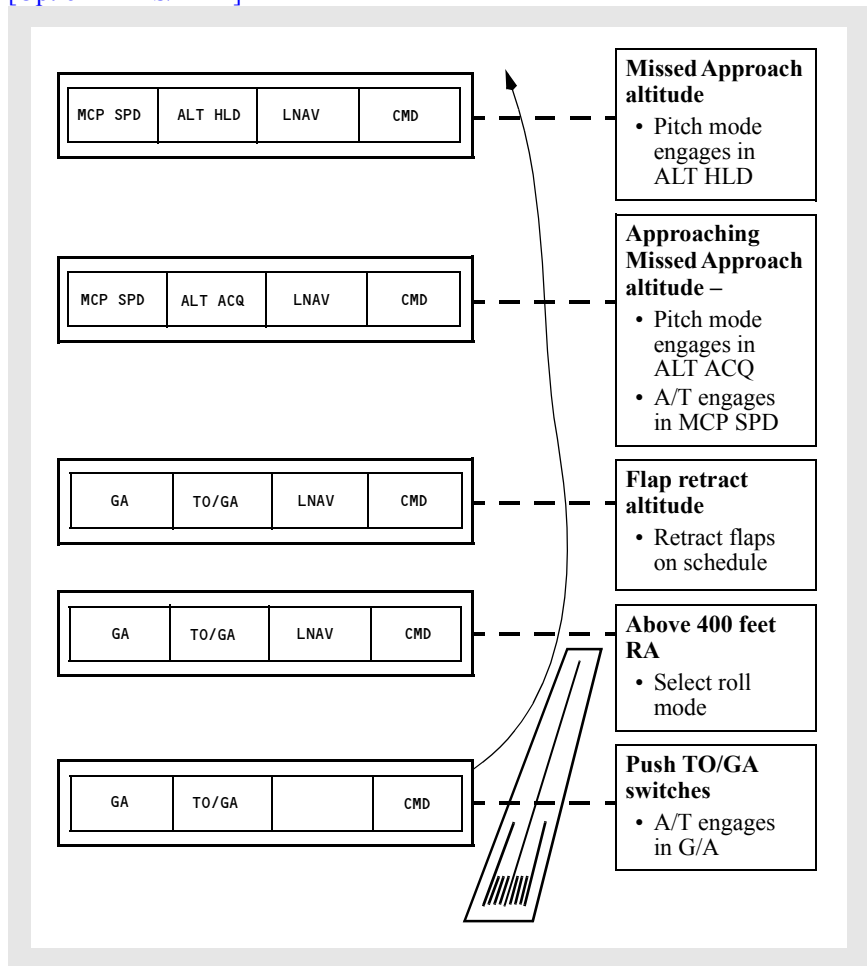 MCP SPD ALT HLD LNAV CMD
Missed Approach
altitude
• Pitch mode
engages in
ALT HLD
MCP SPD ALT ACQ LNAV CMD
Approaching
Missed Approach
altitude –
• Pitch mode
engages in
ALT ACQ
• A/T engages
in MCP SPD
GA TO/GA LNAV CMD
Flap retract
altitude
• Retract flaps
on schedule
GA TO/GA LNAV CMD
Above 400 feet
RA
• Select roll
mode
GA TO/GA CMD
Push TO/GA
switches
• A/T engages
in G/A